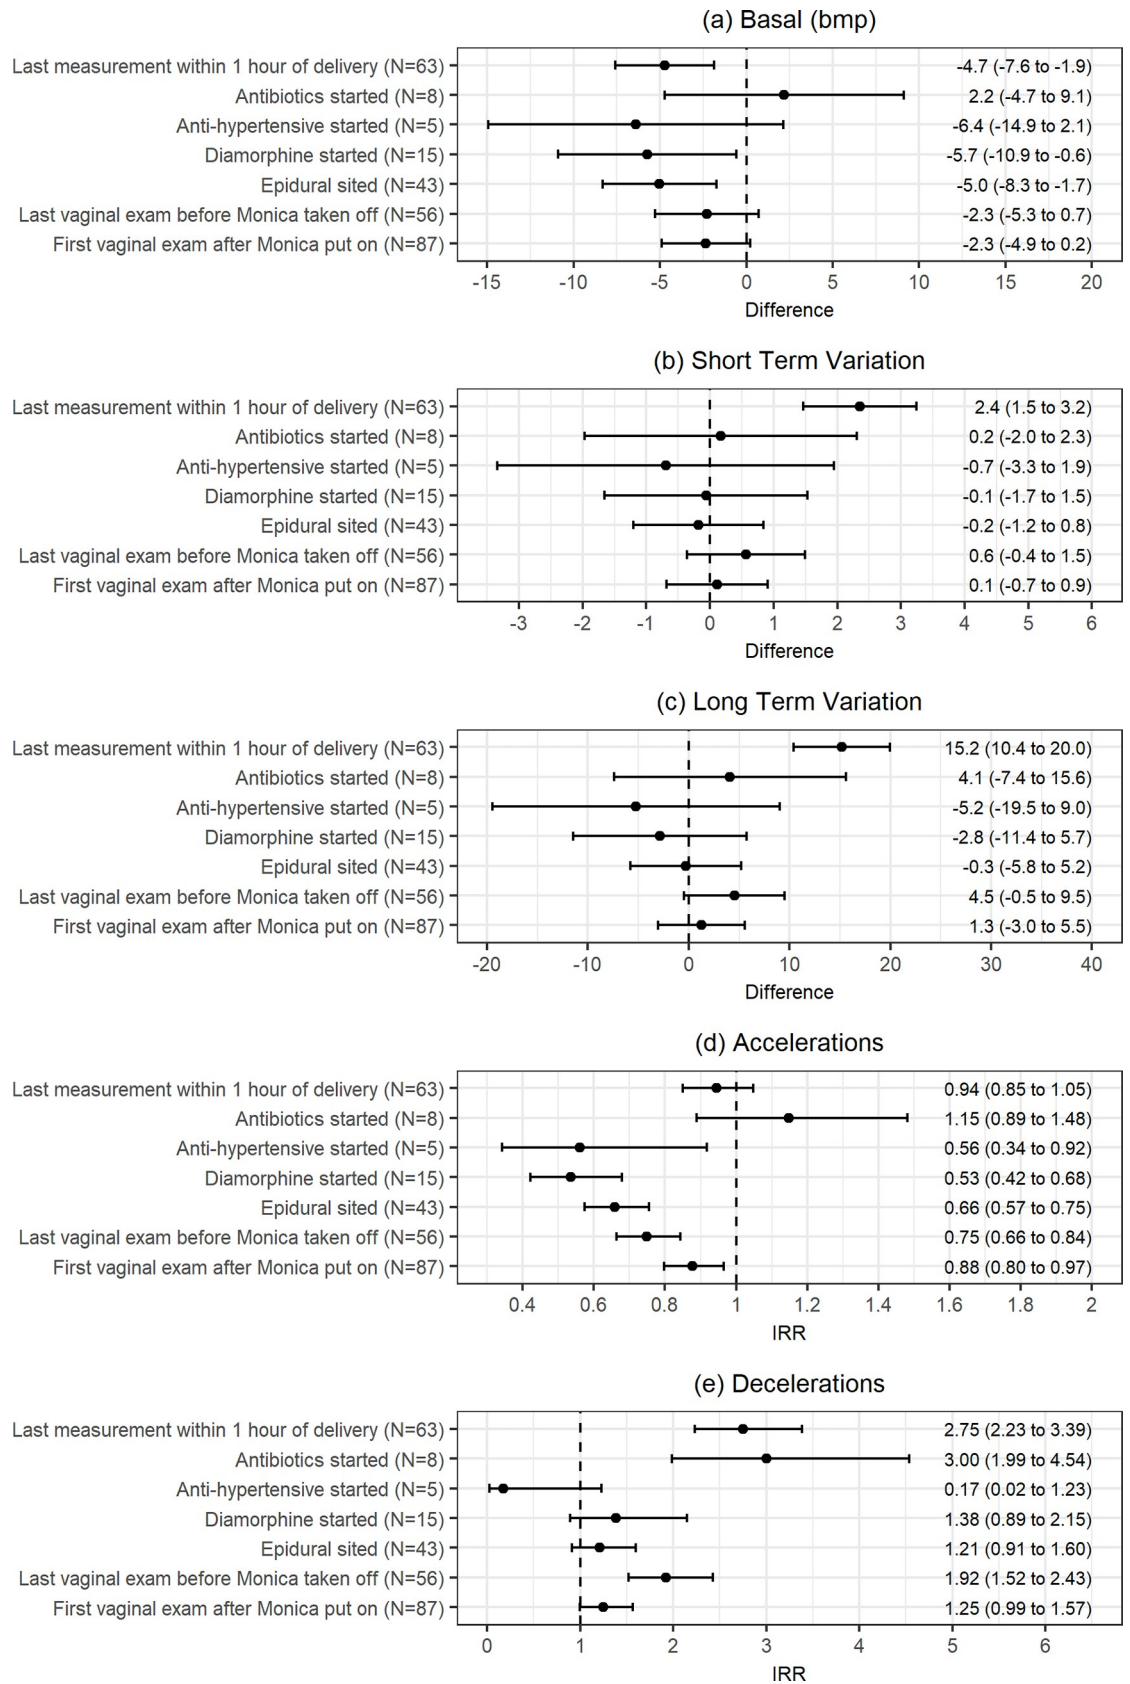 (a) Basal (bmp)
Last measurement within 1 hour of delivery (N=63) -4.7 (-7.6 to -1.9)
Antibiotics started (N=8) 2.2 (-4.7 to 9.1)
Anti-hypertensive started (N=5) -6.4 (-14.9 to 2.1)
Diamorphine started (N=15) -5.7 (-10.9 to -0.6)
Epidural sited (N=43) -5.0 (-8.3 to -1.7)
Last vaginal exam before Monica taken off (N=56) -2.3 (-5.3 to 0.7)
First vaginal exam after Monica put on (N=87) -2.3 (-4.9 to 0.2)
-15 -10 -5 0 5 10 15 20
Difference
(b) Short Term Variation
Last measurement within 1 hour of delivery (N=63) 2.4 (1.5 to 3.2)
Antibiotics started (N=8) 0.2 (-2.0 to 2.3)
Anti-hypertensive started (N=5) -0.7 (-3.3 to 1.9)
Diamorphine started (N=15) -0.1 (-1.7 to 1.5)
Epidural sited (N=43) -0.2 (-1.2 to 0.8)
Last vaginal exam before Monica taken off (N=56) 0.6 (-0.4 to 1.5)
First vaginal exam after Monica put on (N=87) 0.1 (-0.7 to 0.9)
-3 -2 -1 0 1 2 3 4 5 6
Difference
(c) Long Term Variation
Last measurement within 1 hour of delivery (N=63) 15.2 (10.4 to 20.0)
Antibiotics started (N=8) 4.1 (-7.4 to 15.6)
Anti-hypertensive started (N=5) -5.2 (-19.5 to 9.0)
Diamorphine started (N=15) -2.8 (-11.4 to 5.7)
Epidural sited (N=43) -0.3 (-5.8 to 5.2)
Last vaginal exam before Monica taken off (N=56) 4.5 (-0.5 to 9.5)
First vaginal exam after Monica put on (N=87) 1.3 (-3.0 to 5.5)
-20 -10 0 10 20 30 40
Difference
(d) Accelerations
Last measurement within 1 hour of delivery (N=63) 0.94 (0.85 to 1.05)
Antibiotics started (N=8) 1.15 (0.89 to 1.48)
Anti-hypertensive started (N=5) 0.56 (0.34 to 0.92)
Diamorphine started (N=15) 0.53 (0.42 to 0.68)
Epidural sited (N=43) 0.66 (0.57 to 0.75)
Last vaginal exam before Monica taken off (N=56) 0.75 (0.66 to 0.84)
First vaginal exam after Monica put on (N=87) 0.88 (0.80 to 0.97)
0.4 0.6 0.8 1 1.2 1.4 1.6 1.8 2
IRR
(e) Decelerations
Last measurement within 1 hour of delivery (N=63) 2.75 (2.23 to 3.39)
Antibiotics started (N=8) 3.00 (1.99 to 4.54)
Anti-hypertensive started (N=5) 0.17 (0.02 to 1.23)
Diamorphine started (N=15) 1.38 (0.89 to 2.15)
Epidural sited (N=43) 1.21 (0.91 to 1.60)
Last vaginal exam before Monica taken off (N=56) 1.92 (1.52 to 2.43)
First vaginal exam after Monica put on (N=87) 1.25 (0.99 to 1.57)
0 1 2 3 4 5 6
IRR